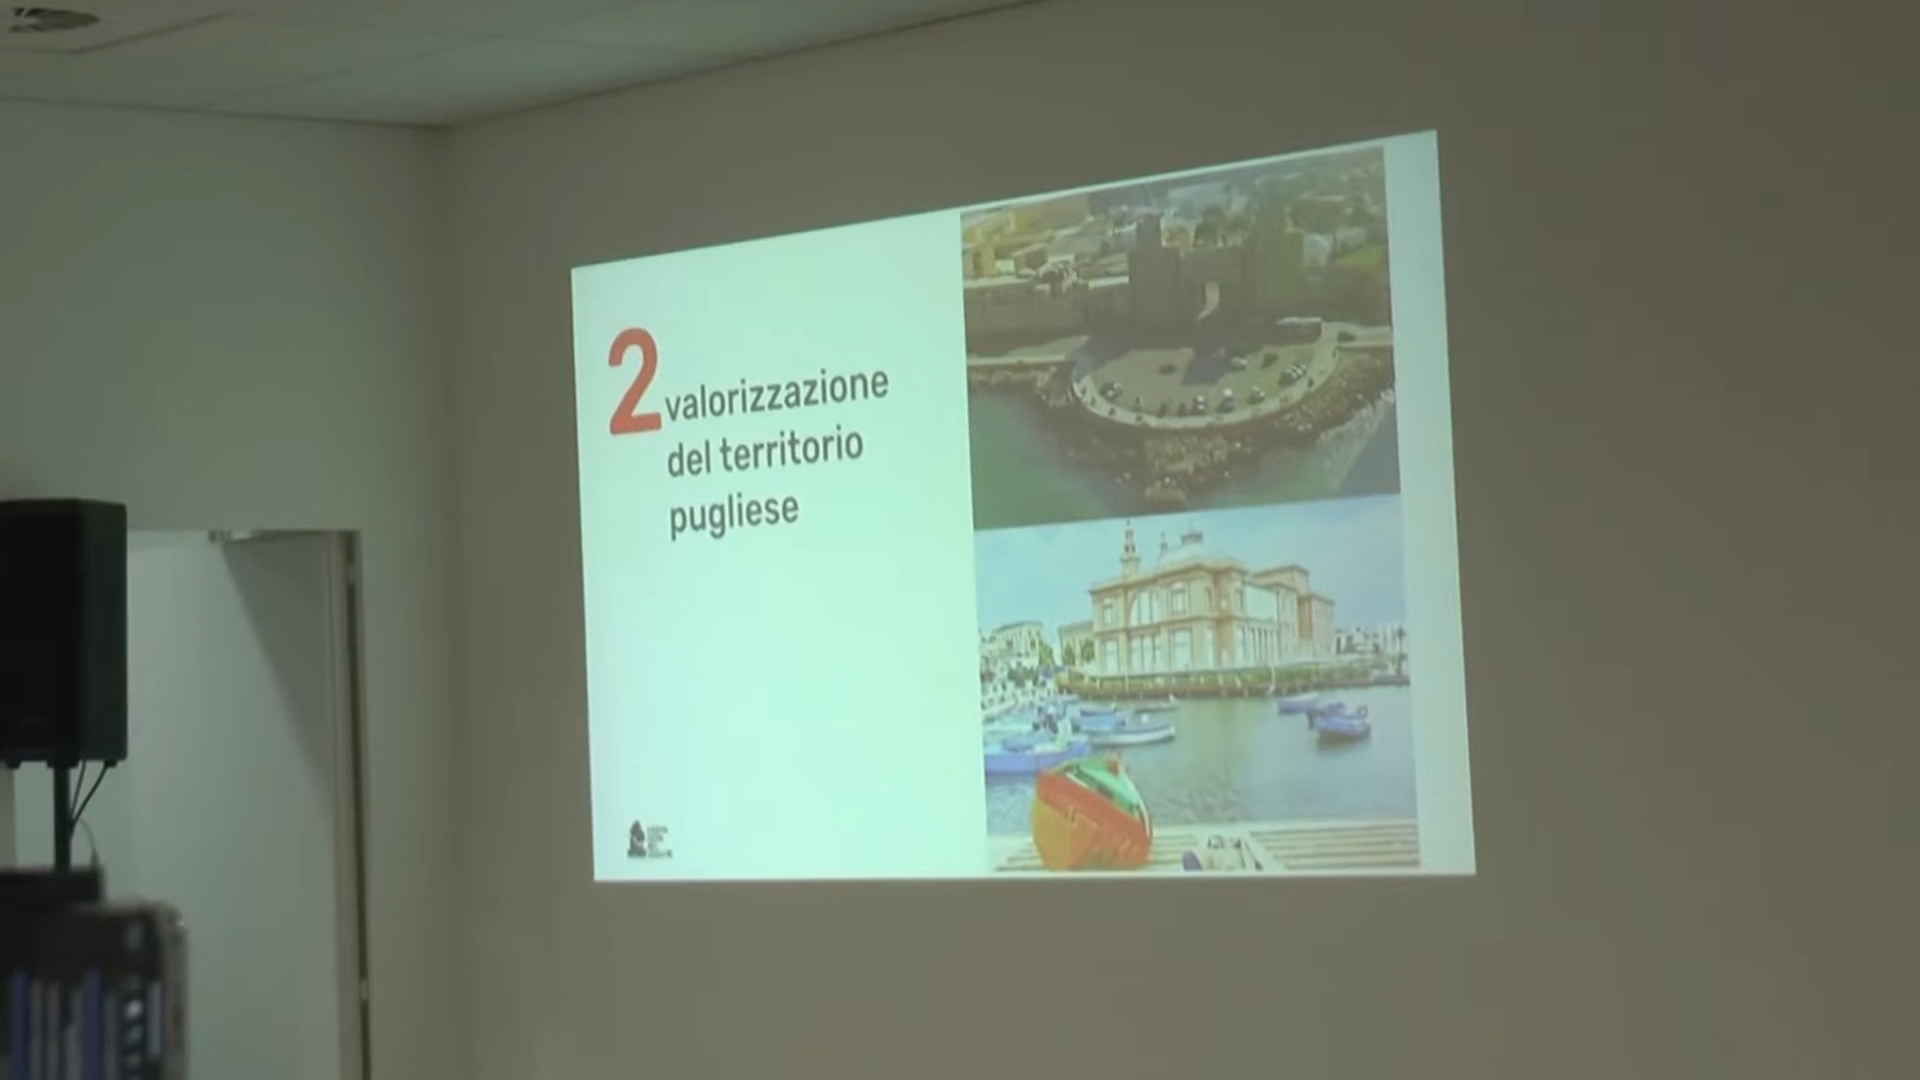 2
valorizzazione
del territorio
pugliese